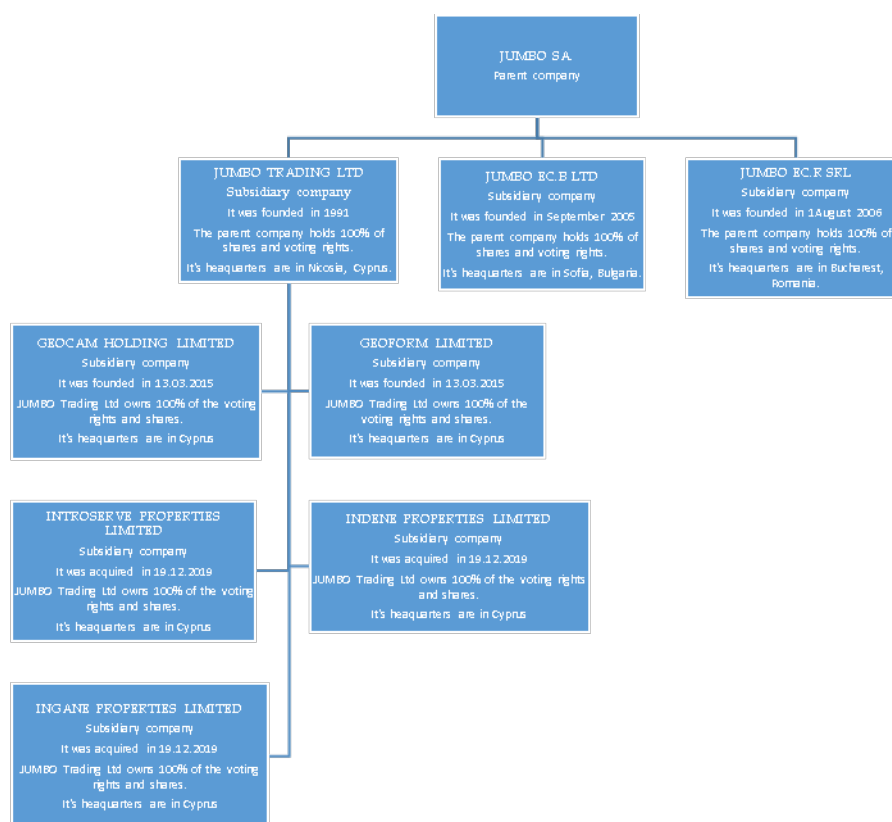 JUMBO SA
Parent company
JUMBO TRADING LTD
Subsidiary company
It was founded in 1991
The parent company holds 100% of
shares and voting rights.
It's heaquarters are in Nicosia, Cyprus.
JUMBO EC.B LTD
Subsidiary company
It was founded in September 2005
The parent company holds 100% of
shares and voting rights.
It's heaquarters are in Sofia, Bulgaria.
JUMBO EC.R SRL
Subsidiary company
It was founded in 1August 2006
The parent company holds 100% of
shares and voting rights.
It's heaquarters are in Bucharest,
Romania.
GEOCAM HOLDING LIMITED
Subsidiary company
It was founded in 13.03.2015
JUMBO Trading Ltd owns 100% of the voting
rights and shares.
It's heaquarters are in Cyprus
GEOFORM LIMITED
Subsidiary company
It was founded in 13.03.2015
JUMBO Trading Ltd owns 100% of the
voting rights and shares.
It's heaquarters are in Cyprus
INTROSERVE PROPERTIES
LIMITED
Subsidiary company
It was acquired in 19.12.2019
JUMBO Trading Ltd owns 100% of the voting
rights and shares.
It's heaquarters are in Cyprus
INDENE PROPERTIES LIMITED
Subsidiary company
It was acquired in 19.12.2019
JUMBO Trading Ltd owns 100% of the voting rights
and shares.
It's heaquarters are in Cyprus
INGANE PROPERTIES LIMITED
Subsidiary company
It was acquired in 19.12.2019
JUMBO Trading Ltd owns 100% of the voting
rights and shares.
It's heaquarters are in Cyprus